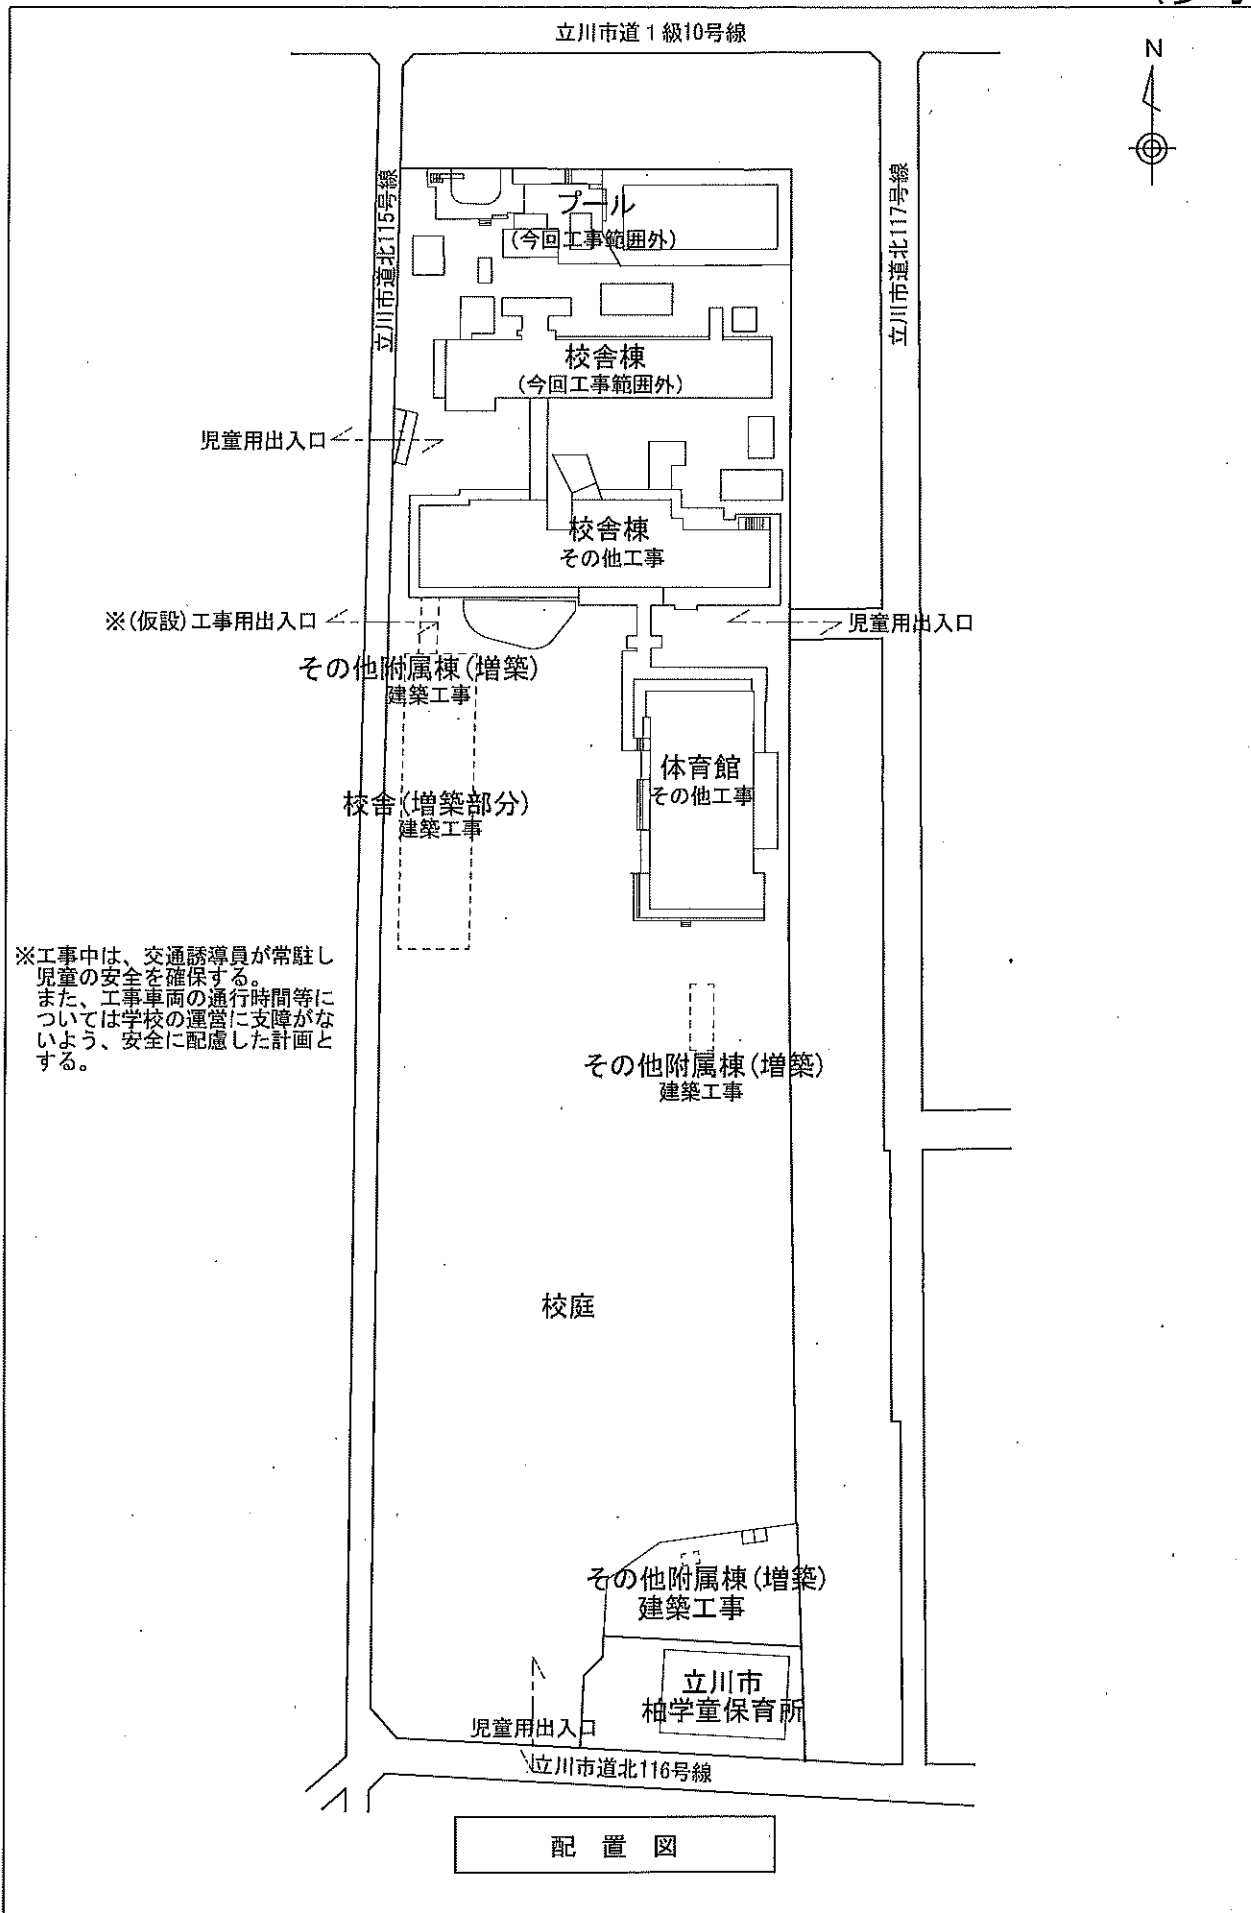 立川市道1級10号線
N
立川市道北115号線
立川市道北117号線
プール
(今回工事範囲外)
校舎棟
(今回工事範囲外)
児童用出入口
校舎棟
その他工事
※(仮設)工事用出入口
児童用出入口
その他附属棟(増築)
建築工事
体育館
その他工事
校舎(増築部分)
建築工事
※工事中は、交通誘導員が常駐し
児童の安全を確保する。
また、工事車両の通行時間等に
ついては学校の運営に支障がな
いよう、安全に配慮した計画と
する。
その他附属棟(増築)
建築工事
校庭
その他附属棟(増築)
建築工事
立川市
柏学童保育所
児童用出入口
立川市道北116号線
配置図